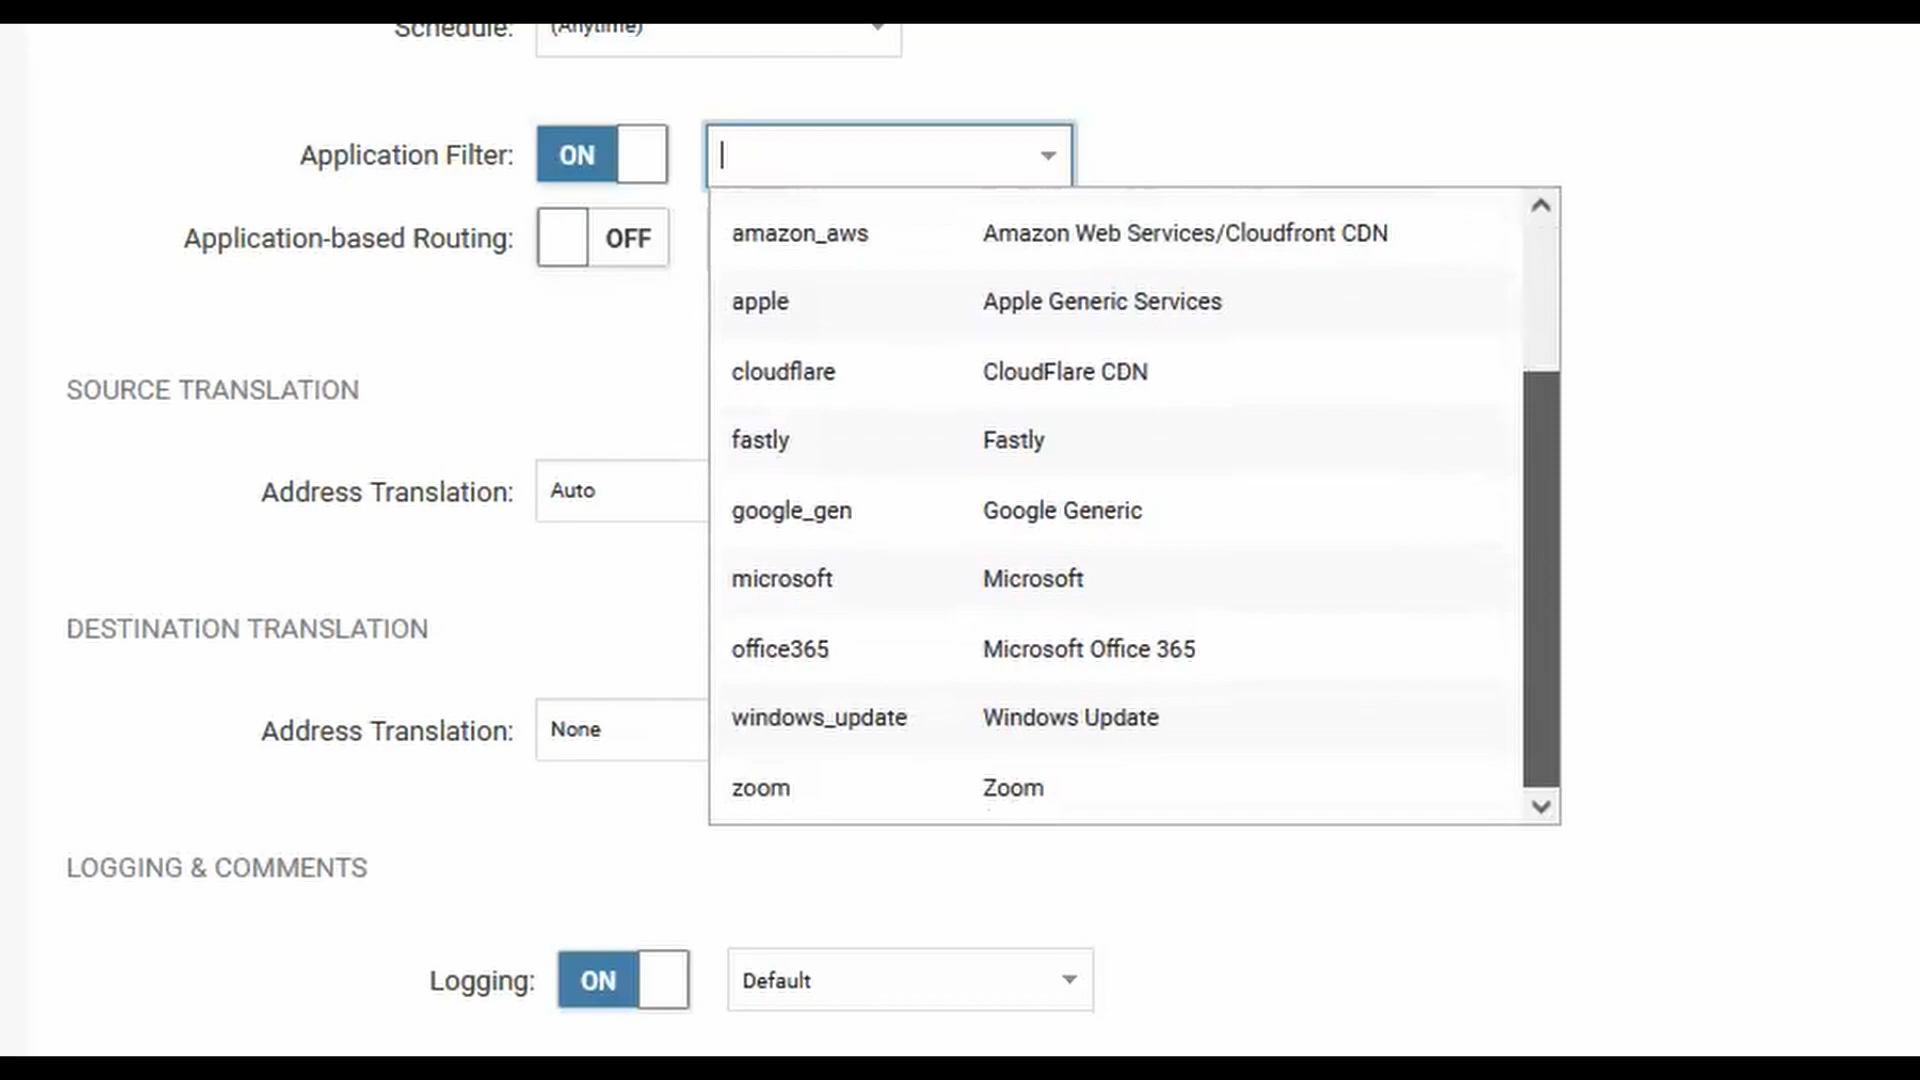 Schedule: (Anytime)
Application Filter: ON
Application-based Routing: OFF
amazon_aws Amazon Web Services/Cloudfront CDN
apple Apple Generic Services
cloudflare CloudFlare CDN
fastly Fastly
google_gen Google Generic
microsoft Microsoft
office365 Microsoft Office 365
windows_update Windows Update
zoom Zoom
SOURCE TRANSLATION
Address Translation: Auto
DESTINATION TRANSLATION
Address Translation: None
LOGGING & COMMENTS
Logging: ON Default